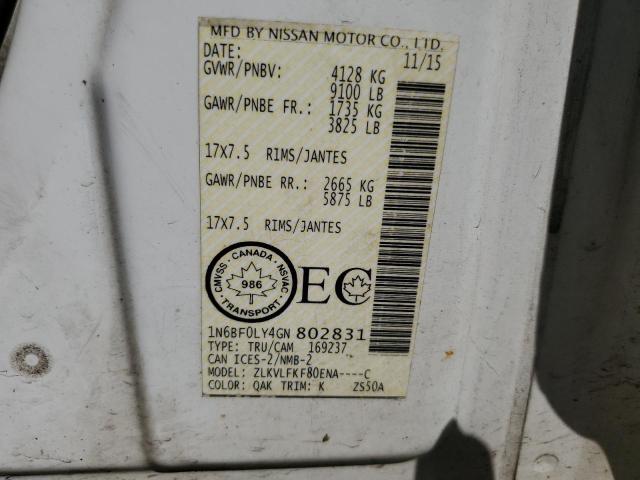 MFD BY NISSAN MOTOR CO., LTD.
DATE: 11/15
GVWR/PNBV: 4128 KG
9100 LB
GAWR/PNBE FR.: 1735 KG
3825 LB
17X7.5 RIMS/JANTES
GAWR/PNBE RR.: 2665 KG
5875 LB
17X7.5 RIMS/JANTES
CMVSS · CANADA · NSVAC
986
TRANSPORT
EC
1N6BF0LY4GN 802831
TYPE: TRU/CAM 169237
CAN ICES-2/NMB-2
MODEL: ZLKVLFKF80ENA----C
COLOR: QAK TRIM: K ZS50A